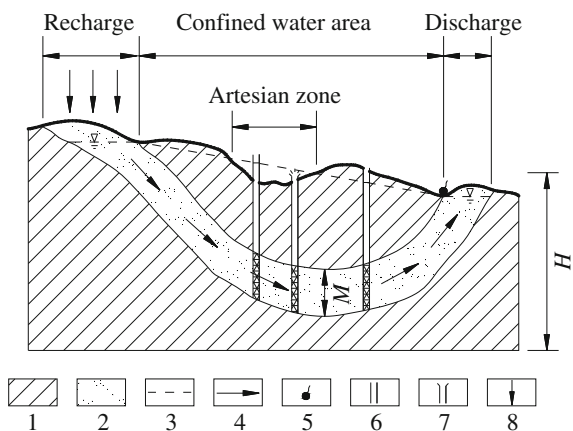 Recharge Confined water area Discharge
Artesian zone
M
H
1 2 3 4 5 6 7 8